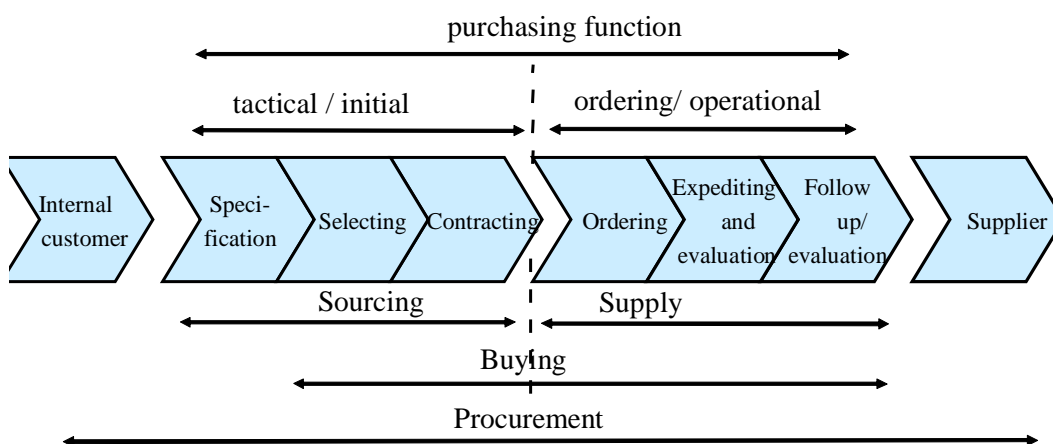 purchasing function
tactical / initial
ordering/ operational
Internal
customer
Speci-
fication
Selecting
Contracting
Ordering
Expediting
and
evaluation
Follow
up/
evaluation
Supplier
Sourcing
Supply
Buying
Procurement